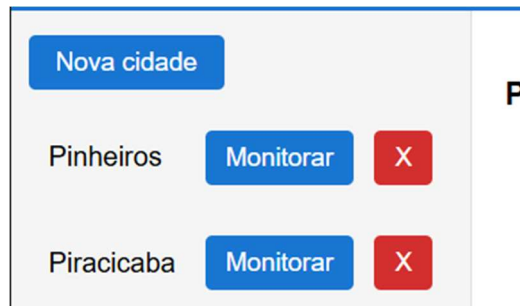 Nova cidade
P
Pinheiros Monitorar X
Piracicaba Monitorar X